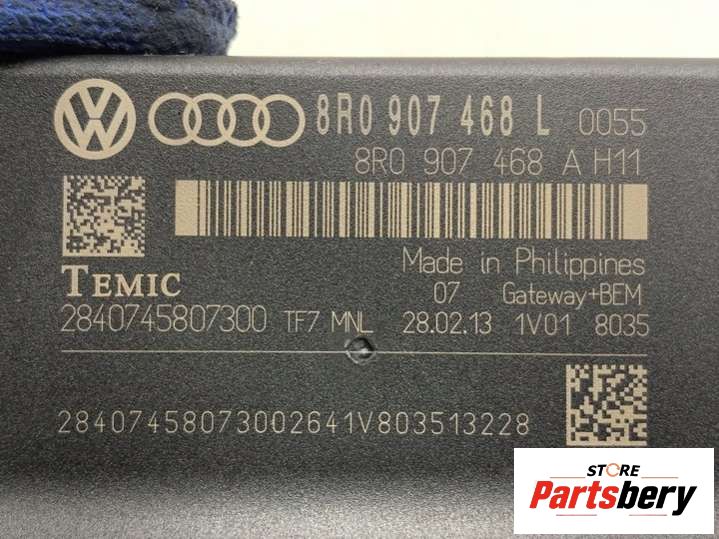 8R0 907 468 L 0055
8R0 907 468 A H11
TEMIC
Made in Philippines
07 Gateway+BEM
2840745807300 TF7 MNL 28.02.13 1V01 8035
28407458073002641V803513228
STORE
Partsbery